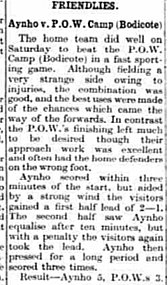 FRIENDLIES.
Aynho v. P.O.W. Camp (Bodicote)
The home team did well on
Saturday to beat the P.O.W.
Camp (Bodicote) in a fast sport-
ing game. Although fielding a
very strange side owing to
injuries, the combination was
good, and the best uses were made
of the chances which came the
way of the forwards. In contrast
the P.O.W.'s finishing left much
to be desired though their
approach work was excellent
and often had the home defenders
on the wrong foot.
Aynho scored within three
minutes of the start, but aided
by a strong wind the visitors
gained a first half lead of 2—1.
The second half saw Aynho
equalise after ten minutes, but
with a penalty the visitors again
took the lead. Aynho then
pressed for a long period and
scored three times.
Result—Aynho 5, P.O.W.'s 3.